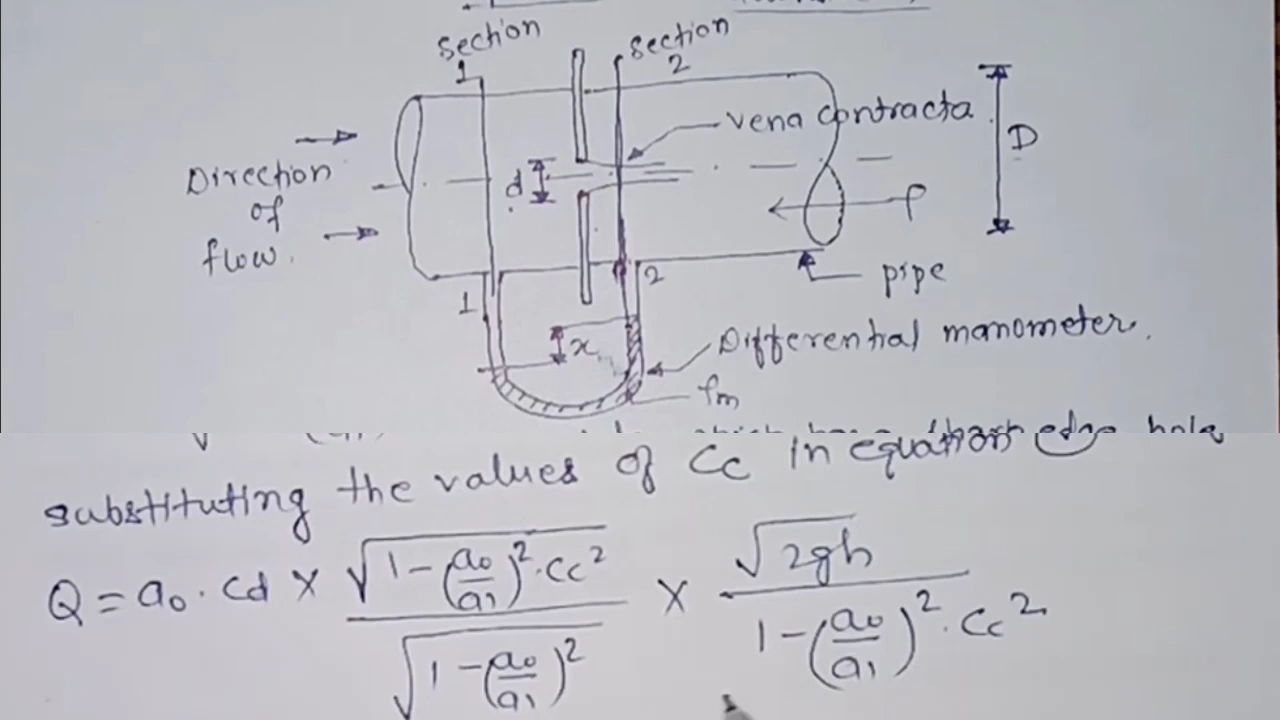 section
1
section
2
vena contracta
D
Direction
of
flow.
d
ρ
pipe
1
2
x
Differential manometer.
ρm
substituting the values of Cc in equation
Q = a₀ . cd × √(1-(a₀/a₁)² . Cc²) / √(1-(a₀/a₁)²) × √2gh / 1-(a₀/a₁)² . Cc²